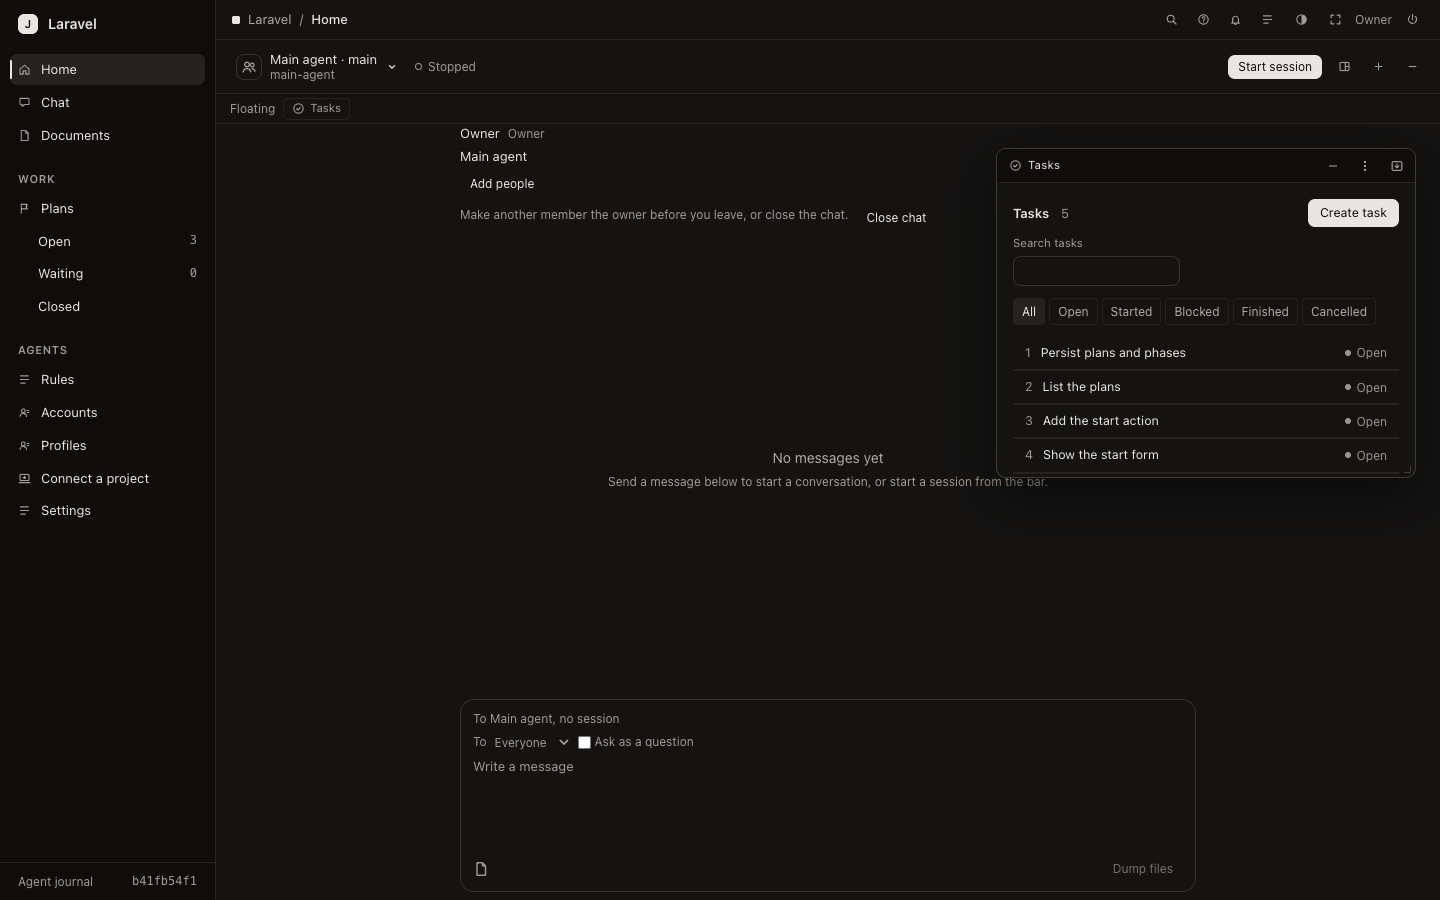 J Laravel
Home
Chat
Documents
WORK
Plans
Open 3
Waiting 0
Closed
AGENTS
Rules
Accounts
Profiles
Connect a project
Settings
Agent journal b41fb54f1
Laravel / Home
Owner
Main agent · main
main-agent
Stopped
Start session
Floating Tasks
Owner Owner
Main agent
Add people
Make another member the owner before you leave, or close the chat. Close chat
No messages yet
Send a message below to start a conversation, or start a session from the bar.
Tasks
Tasks 5
Create task
Search tasks
All Open Started Blocked Finished Cancelled
1 Persist plans and phases Open
2 List the plans Open
3 Add the start action Open
4 Show the start form Open
To Main agent, no session
To Everyone Ask as a question
Write a message
Dump files